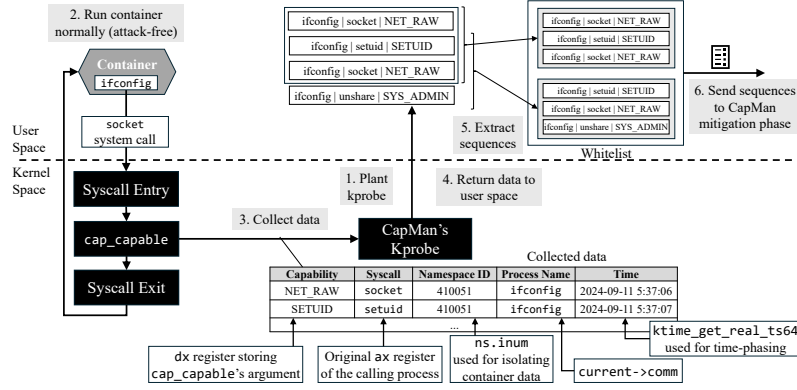 2. Run container
normally (attack-free)
Container
ifconfig
socket
system call
User
Space
Kernel
Space
Syscall Entry
cap_capable
Syscall Exit
ifconfig | socket | NET_RAW
ifconfig | setuid | SETUID
ifconfig | socket | NET_RAW
ifconfig | unshare | SYS_ADMIN
ifconfig | socket | NET_RAW
ifconfig | setuid | SETUID
ifconfig | socket | NET_RAW
ifconfig | setuid | SETUID
ifconfig | socket | NET_RAW
ifconfig | unshare | SYS_ADMIN
Whitelist
5. Extract
sequences
6. Send sequences
to CapMan
mitigation phase
1. Plant
kprobe
4. Return data to
user space
3. Collect data
CapMan's
Kprobe
Collected data
Capability Syscall Namespace ID Process Name Time
NET_RAW socket 410051 ifconfig 2024-09-11 5:37:06
SETUID setuid 410051 ifconfig 2024-09-11 5:37:07
...
dx register storing
cap_capable's argument
Original ax register
of the calling process
ns.inum
used for isolating
container data
current->comm
ktime_get_real_ts64
used for time-phasing